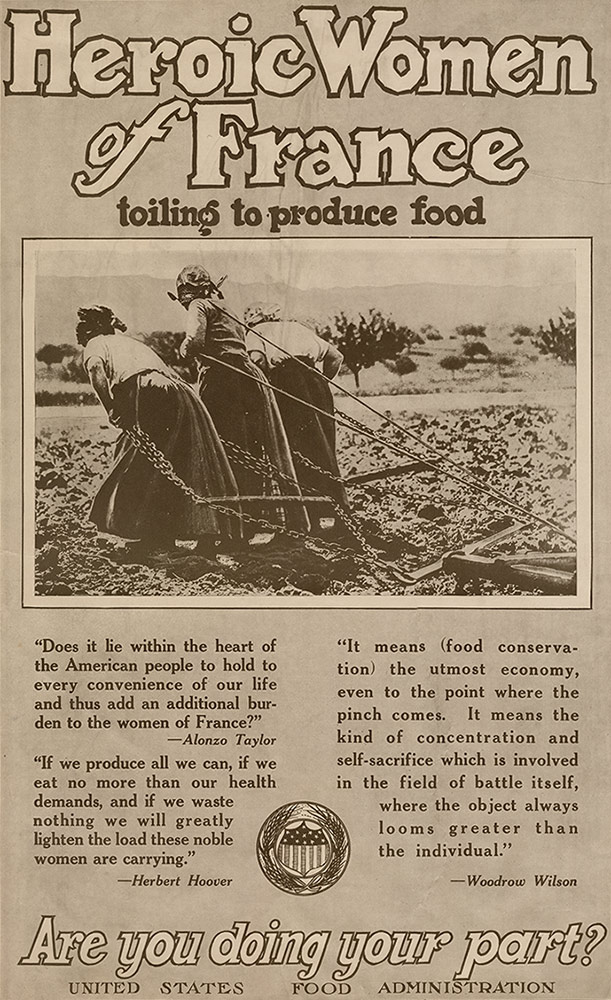 Heroic Women
of France
toiling to produce food
“Does it lie within the heart of
the American people to hold to
every convenience of our life
and thus add an additional bur-
den to the women of France?”
—Alonzo Taylor
“If we produce all we can, if we
eat no more than our health
demands, and if we waste
nothing we will greatly
lighten the load these noble
women are carrying.”
—Herbert Hoover
“It means (food conserva-
tion) the utmost economy,
even to the point where the
pinch comes. It means the
kind of concentration and
self-sacrifice which is involved
in the field of battle itself,
where the object always
looms greater than
the individual.”
—Woodrow Wilson
Are you doing your part?
UNITED STATES FOOD ADMINISTRATION